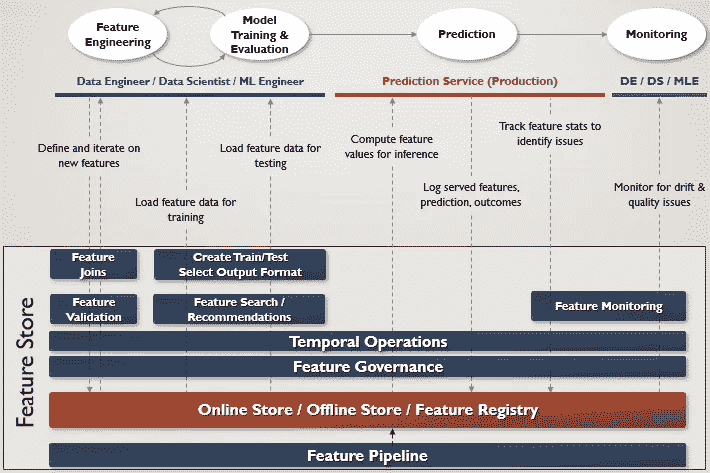 Feature
Engineering
Model
Training &
Evaluation
Prediction
Monitoring
Data Engineer / Data Scientist / ML Engineer
Prediction Service (Production)
DE / DS / MLE
Define and iterate on
new features
Load feature data for
training
Load feature data for
testing
Compute feature
values for inference
Log served features,
prediction, outcomes
Track feature stats to
identify issues
Monitor for drift &
quality issues
Feature Store
Feature
Joins
Create Train/Test
Select Output Format
Feature
Validation
Feature Search /
Recommendations
Feature Monitoring
Temporal Operations
Feature Governance
Online Store / Offline Store / Feature Registry
Feature Pipeline